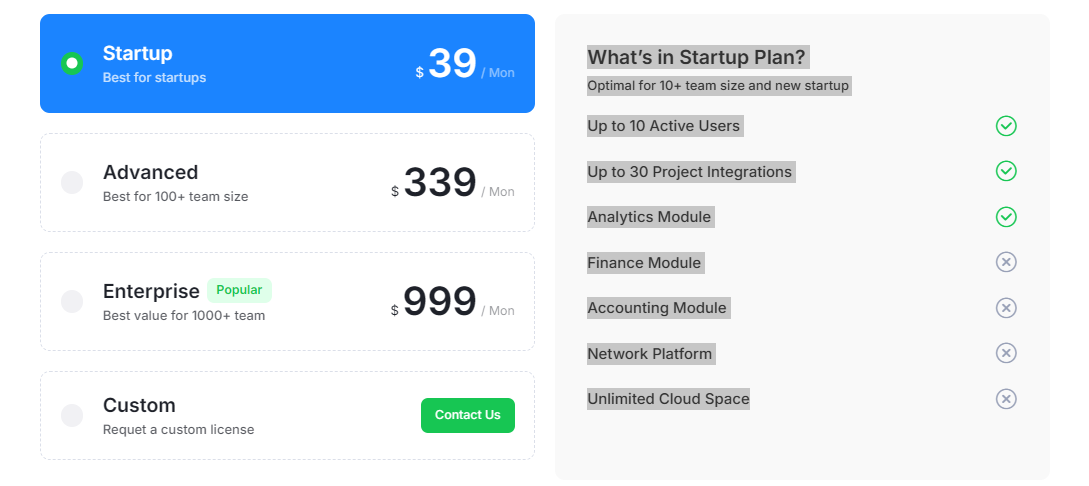 Startup
Best for startups
$ 39 / Mon
Advanced
Best for 100+ team size
$ 339 / Mon
Enterprise Popular
Best value for 1000+ team
$ 999 / Mon
Custom
Requet a custom license
Contact Us
What's in Startup Plan?
Optimal for 10+ team size and new startup
Up to 10 Active Users
Up to 30 Project Integrations
Analytics Module
Finance Module
Accounting Module
Network Platform
Unlimited Cloud Space